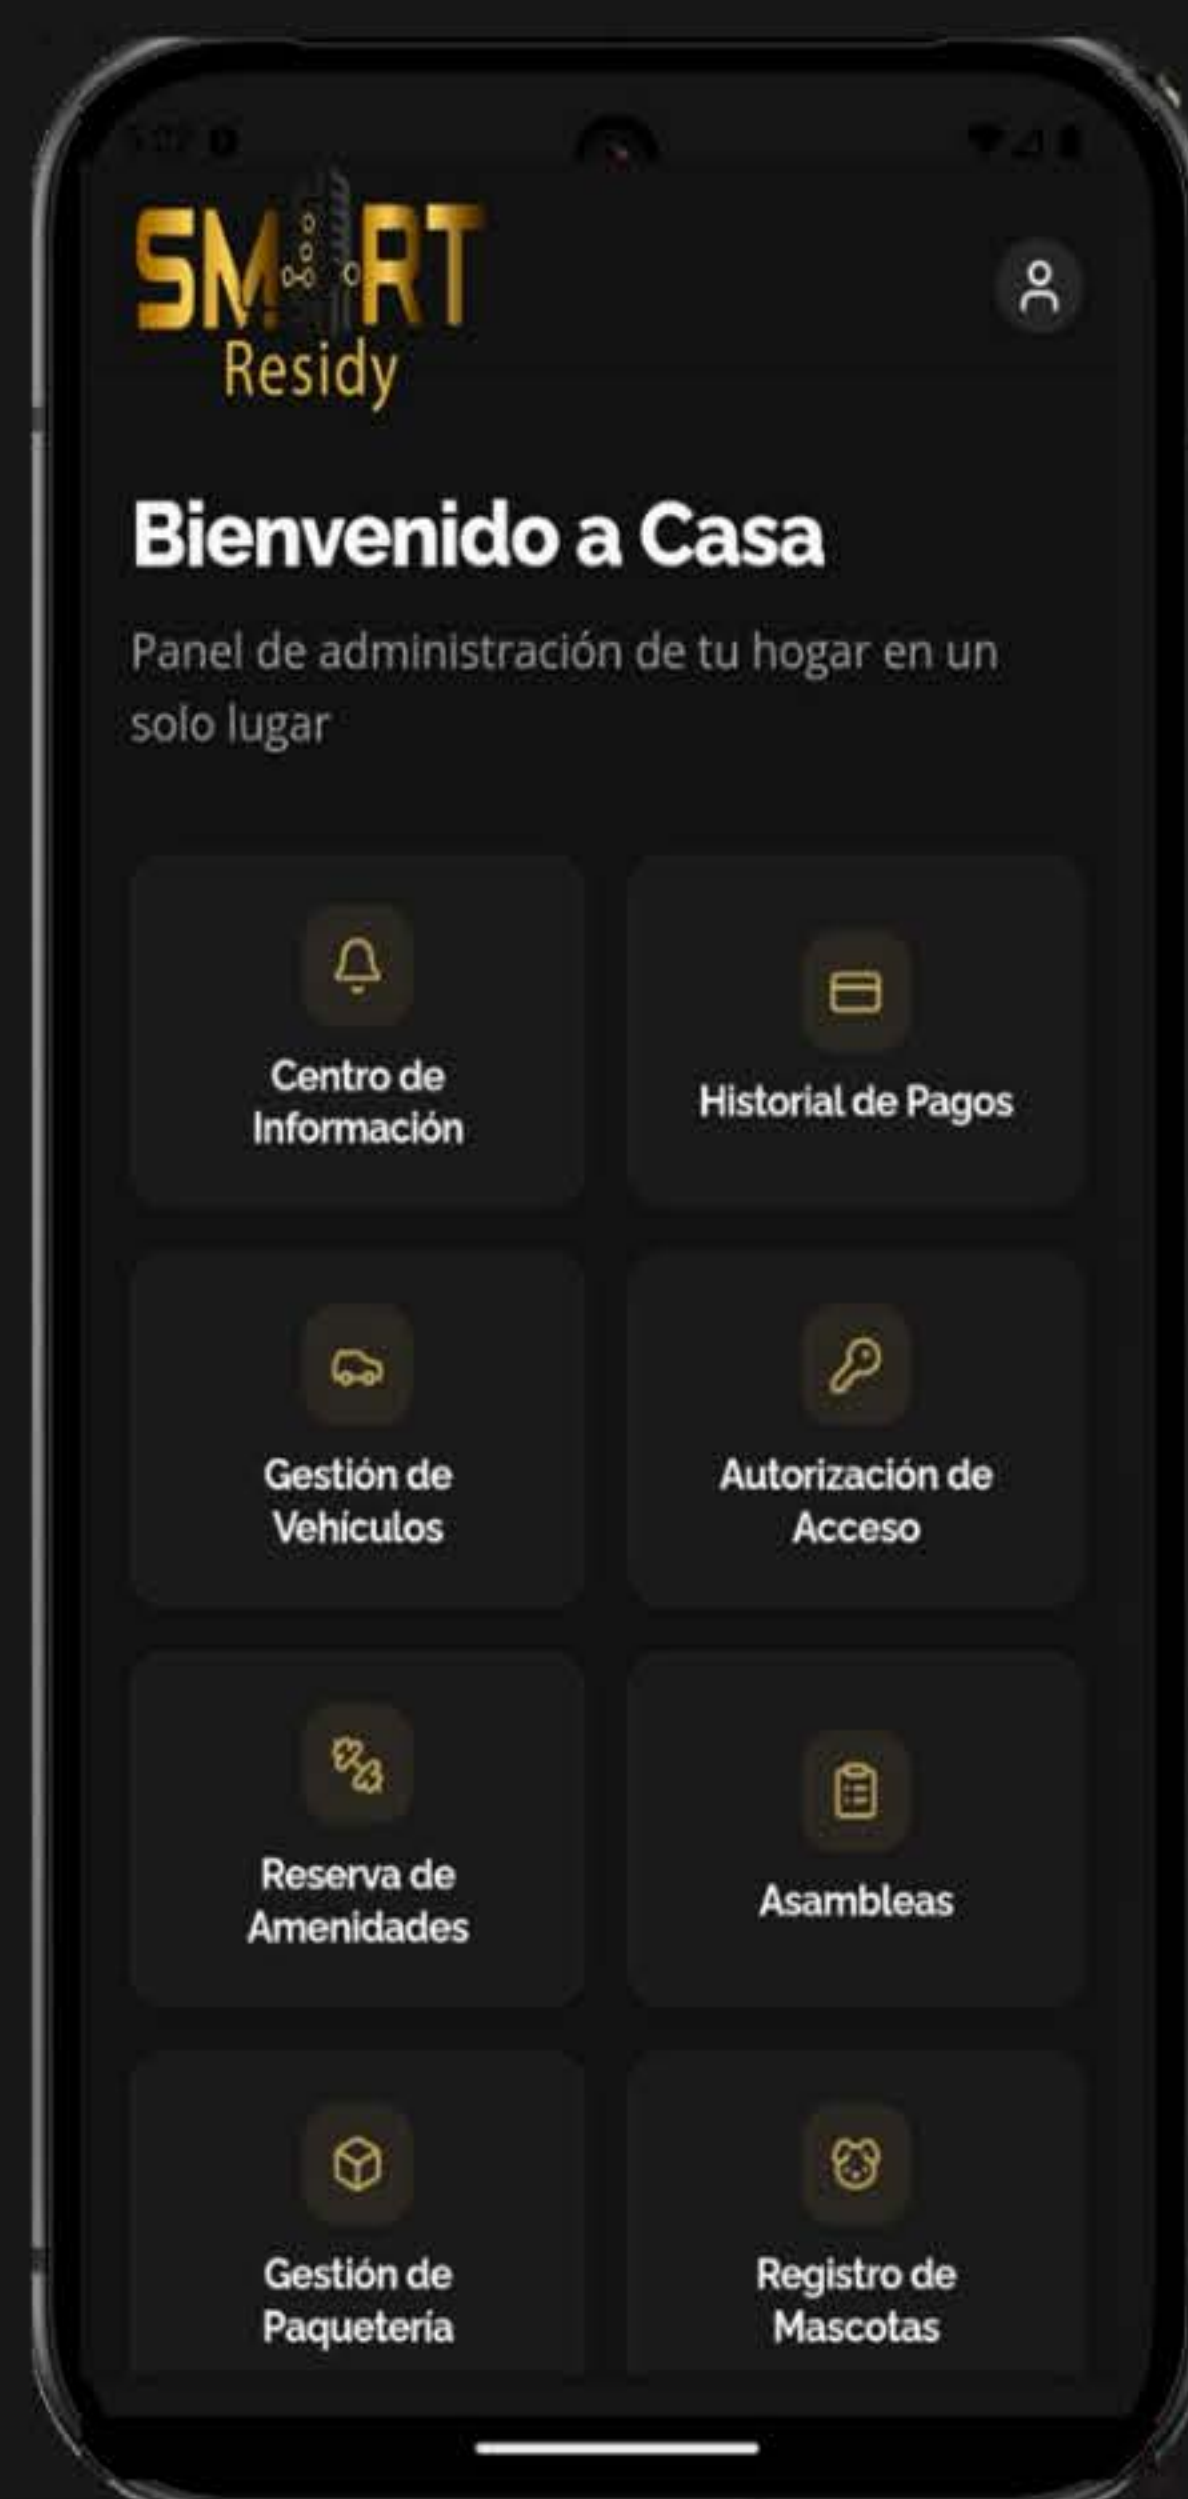 SMART
Residy
Bienvenido a Casa
Panel de administración de tu hogar en un
solo lugar
Centro de
Información
Historial de Pagos
Gestión de
Vehículos
Autorización de
Acceso
Reserva de
Amenidades
Asambleas
Gestión de
Paquetería
Registro de
Mascotas